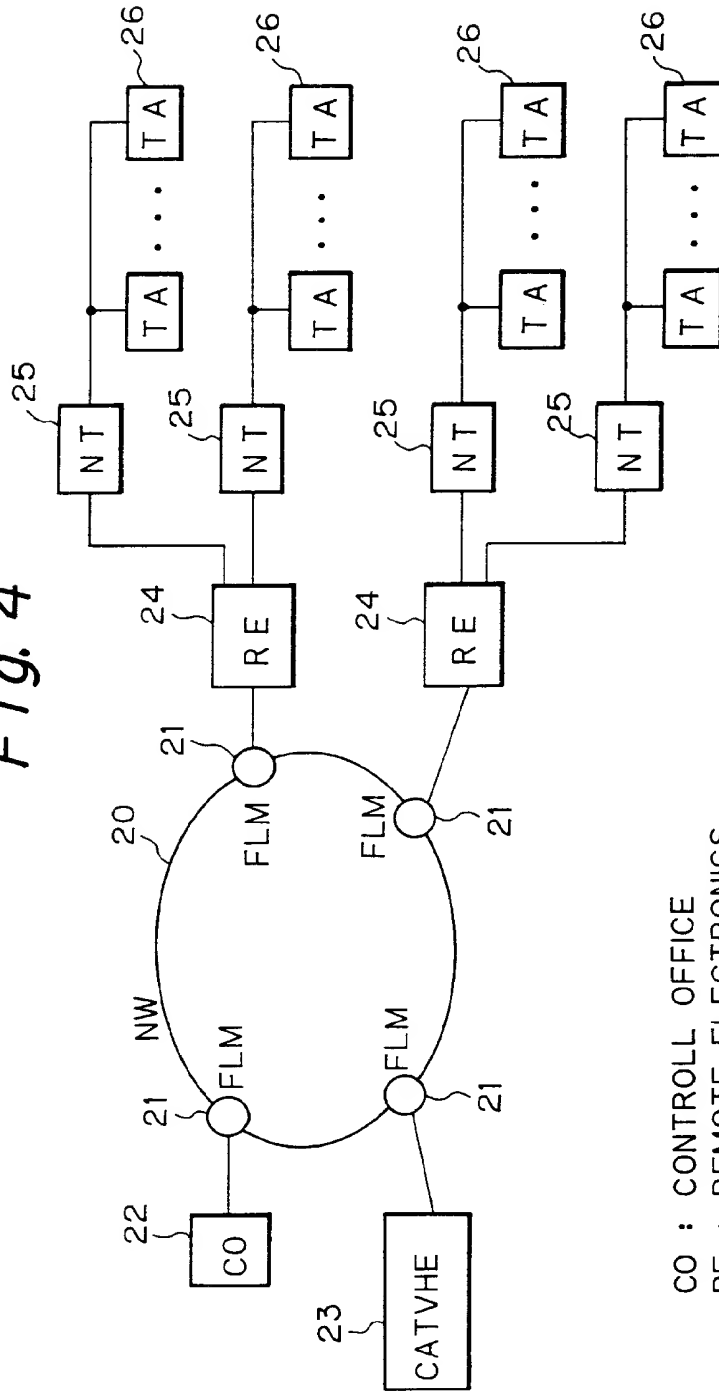 Fig. 4
26
26
26
26
TA
TA
TA
TA
. . .
. . .
. . .
. . .
TA
TA
TA
TA
25
25
25
25
NT
NT
NT
NT
24
24
RE
RE
21
21
FLM
FLM
20
NW
FLM
FLM
21
21
22
CO
23
CATVHE
CO : CONTROLL OFFICE
RE : REMOTE ELECTRONICS